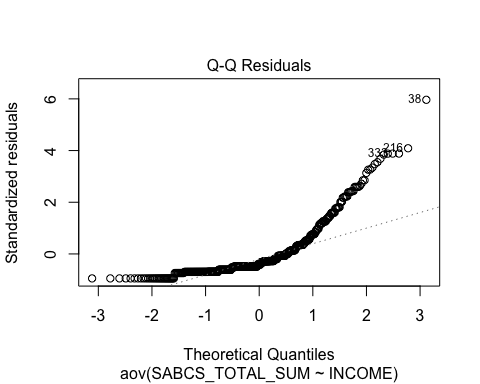 Q-Q Residuals
Standardized residuals
6
4
2
0
38
216
333
-3 -2 -1 0 1 2 3
Theoretical Quantiles
aov(SABCS_TOTAL_SUM ~ INCOME)